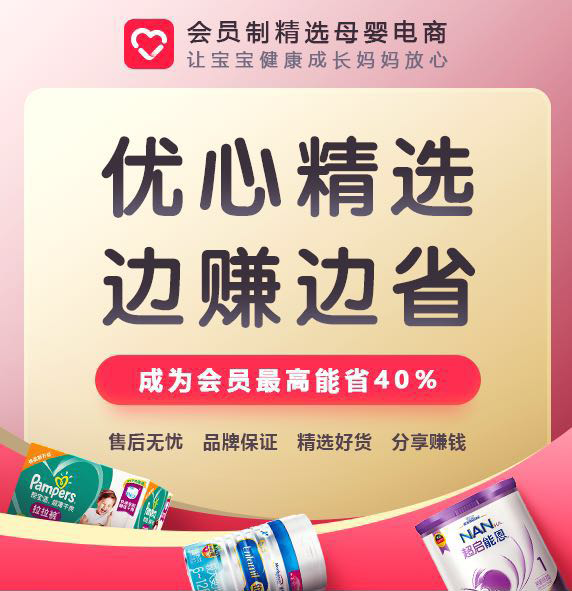 会员制精选母婴电商
让宝宝健康成长妈妈放心
优心精选
边赚边省
成为会员最高能省40%
售后无忧 品牌保证 精选好货 分享赚钱
Pampers
拉拉裤
Enfamil
6-12
NAN
超启能恩
1